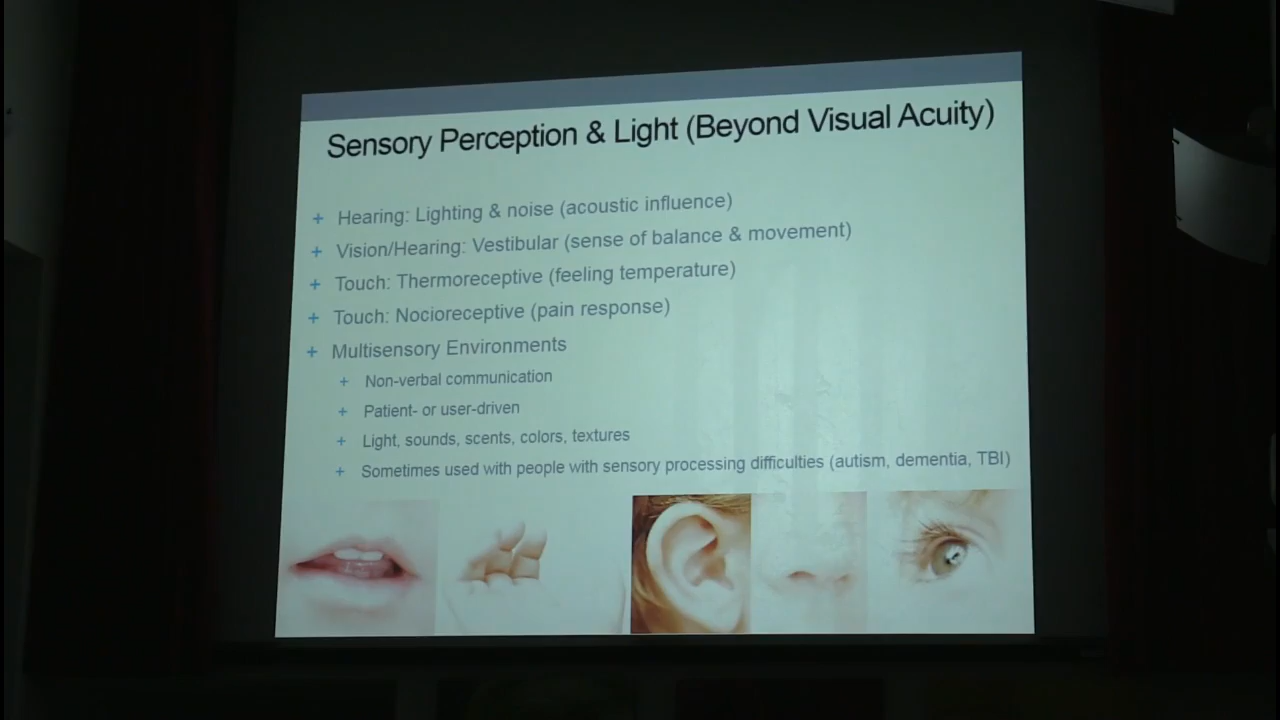 Sensory Perception & Light (Beyond Visual Acuity)
+ Hearing: Lighting & noise (acoustic influence)
+ Vision/Hearing: Vestibular (sense of balance & movement)
+ Touch: Thermoreceptive (feeling temperature)
+ Touch: Nocioreceptive (pain response)
+ Multisensory Environments
+ Non-verbal communication
+ Patient- or user-driven
+ Light, sounds, scents, colors, textures
+ Sometimes used with people with sensory processing difficulties (autism, dementia, TBI)